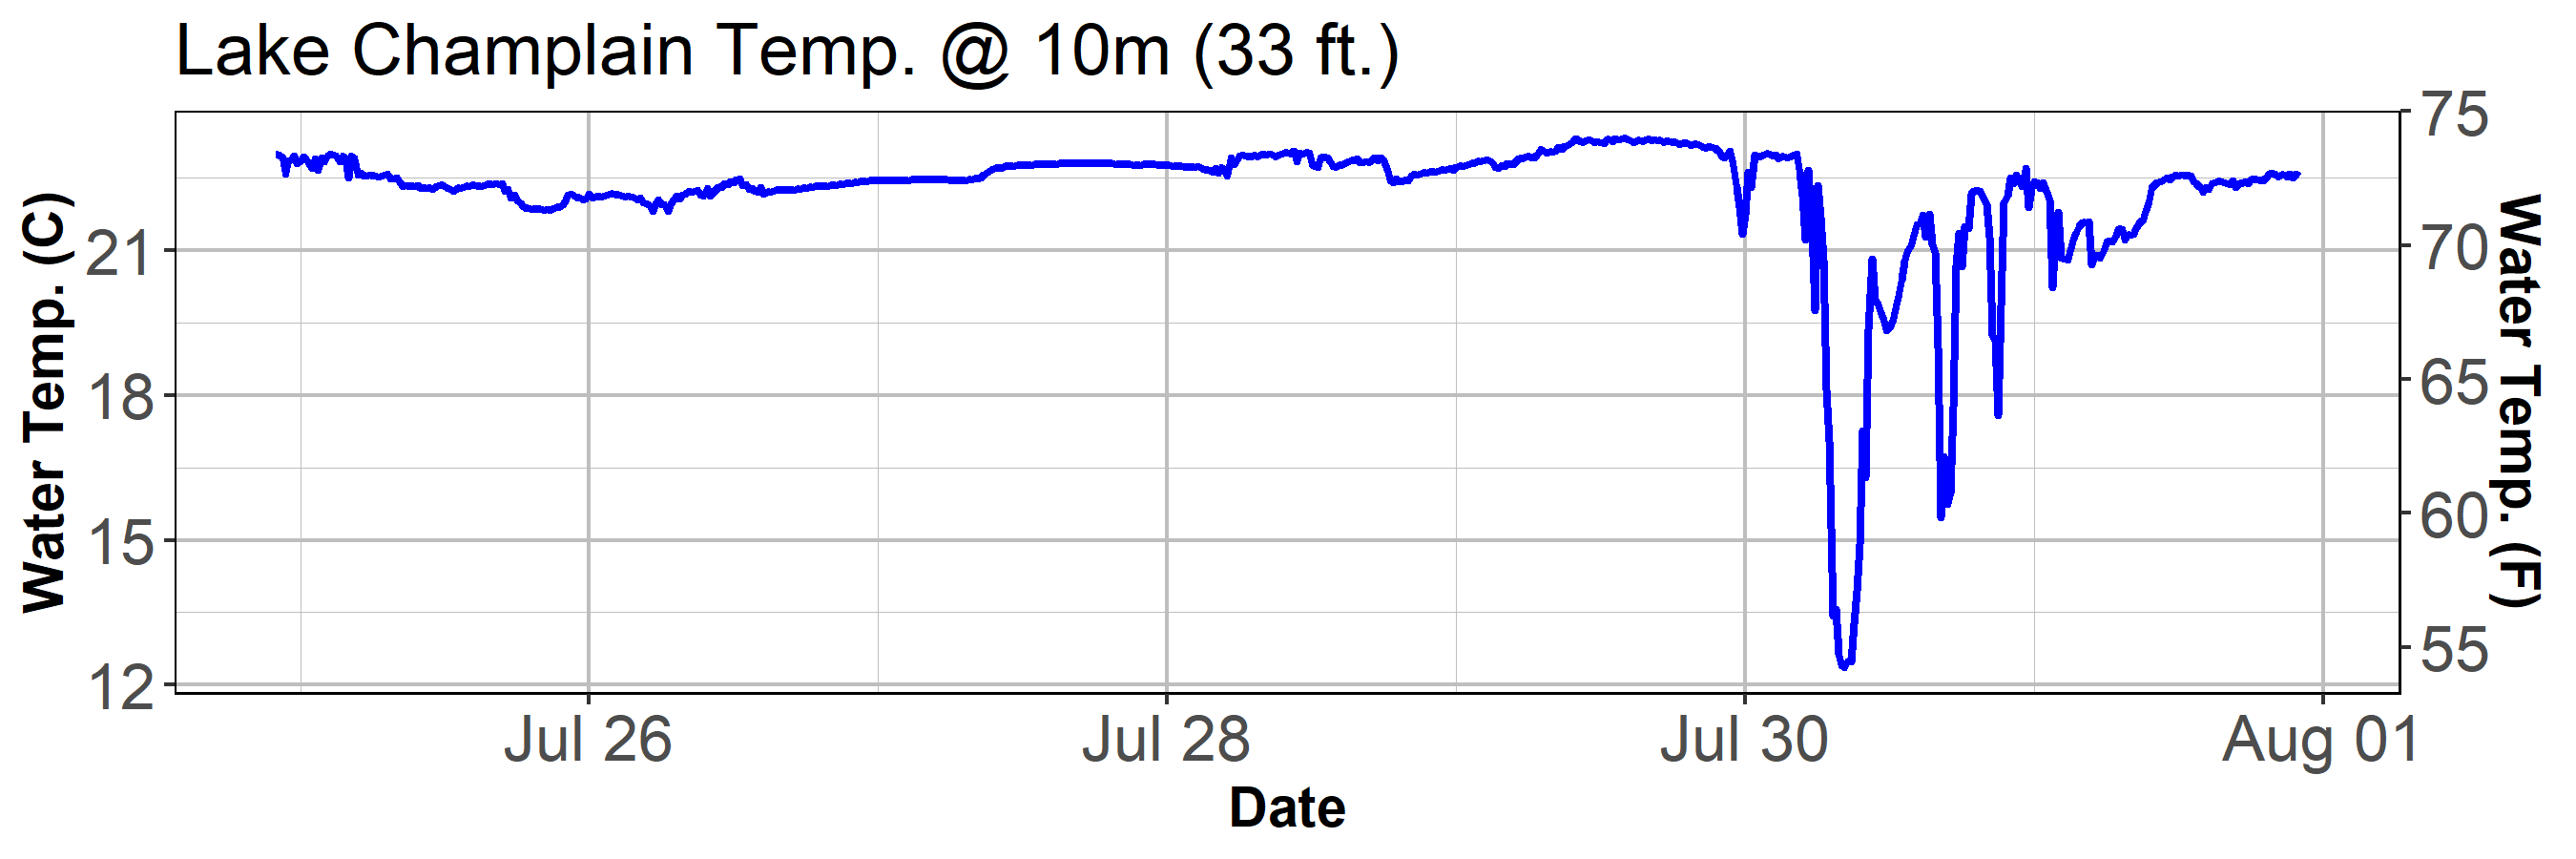 Lake Champlain Temp. @ 10m (33 ft.)
Water Temp. (C)
21
18
15
12
75
70
65
60
55
Water Temp. (F)
Jul 26
Jul 28
Jul 30
Aug 01
Date